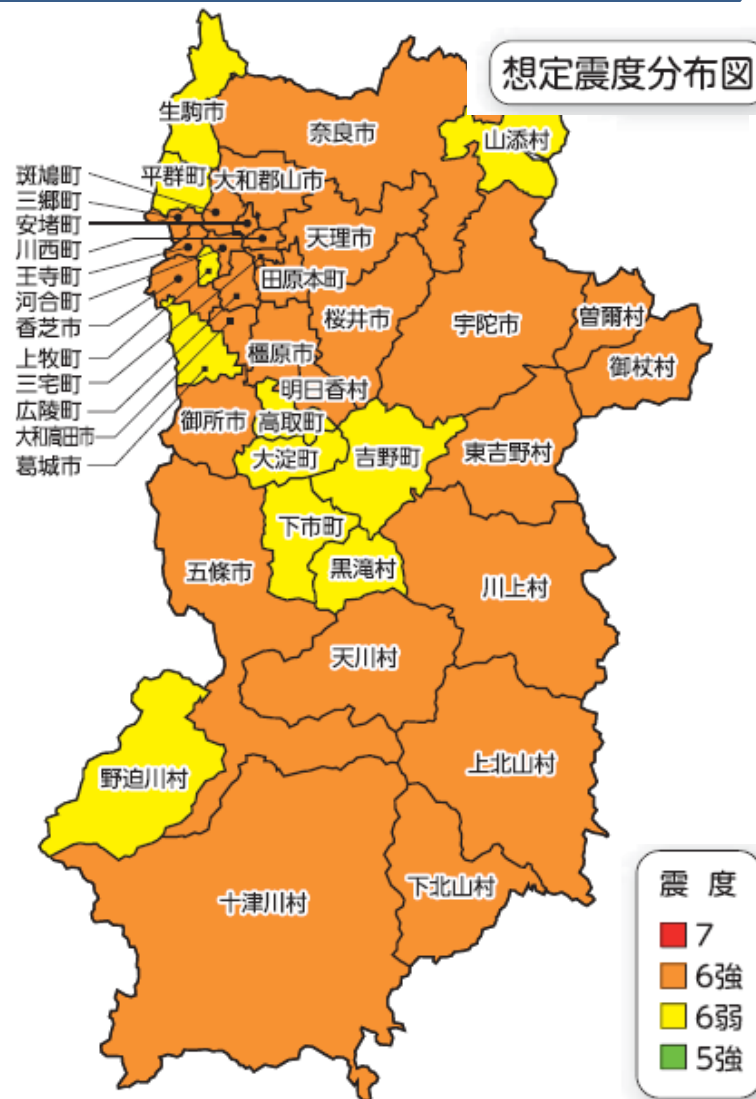 想定震度分布図
生駒市
奈良市
山添村
平群町
大和郡山市
斑鳩町
三郷町
安堵町
川西町
王寺町
河合町
香芝市
上牧町
三宅町
広陵町
大和高田市
葛城市
天理市
田原本町
桜井市
宇陀市
曽爾村
御杖村
橿原市
明日香村
御所市
高取町
大淀町
吉野町
東吉野村
下市町
黒滝村
五條市
川上村
天川村
上北山村
野迫川村
下北山村
十津川村
震度
7
6強
6弱
5強